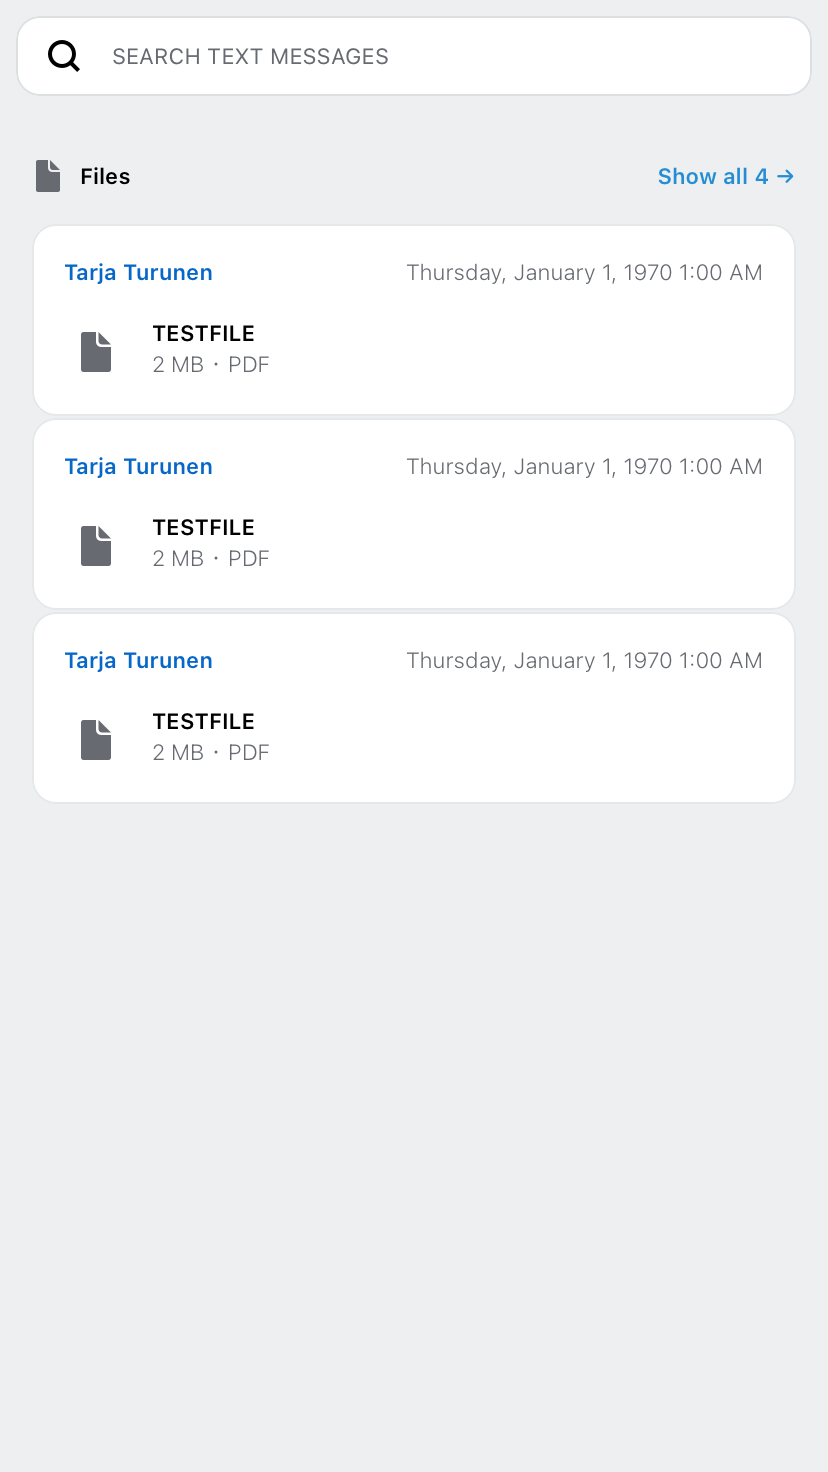 SEARCH TEXT MESSAGES
Files
Show all 4 →
Tarja Turunen
Thursday, January 1, 1970 1:00 AM
TESTFILE
2 MB · PDF
Tarja Turunen
Thursday, January 1, 1970 1:00 AM
TESTFILE
2 MB · PDF
Tarja Turunen
Thursday, January 1, 1970 1:00 AM
TESTFILE
2 MB · PDF